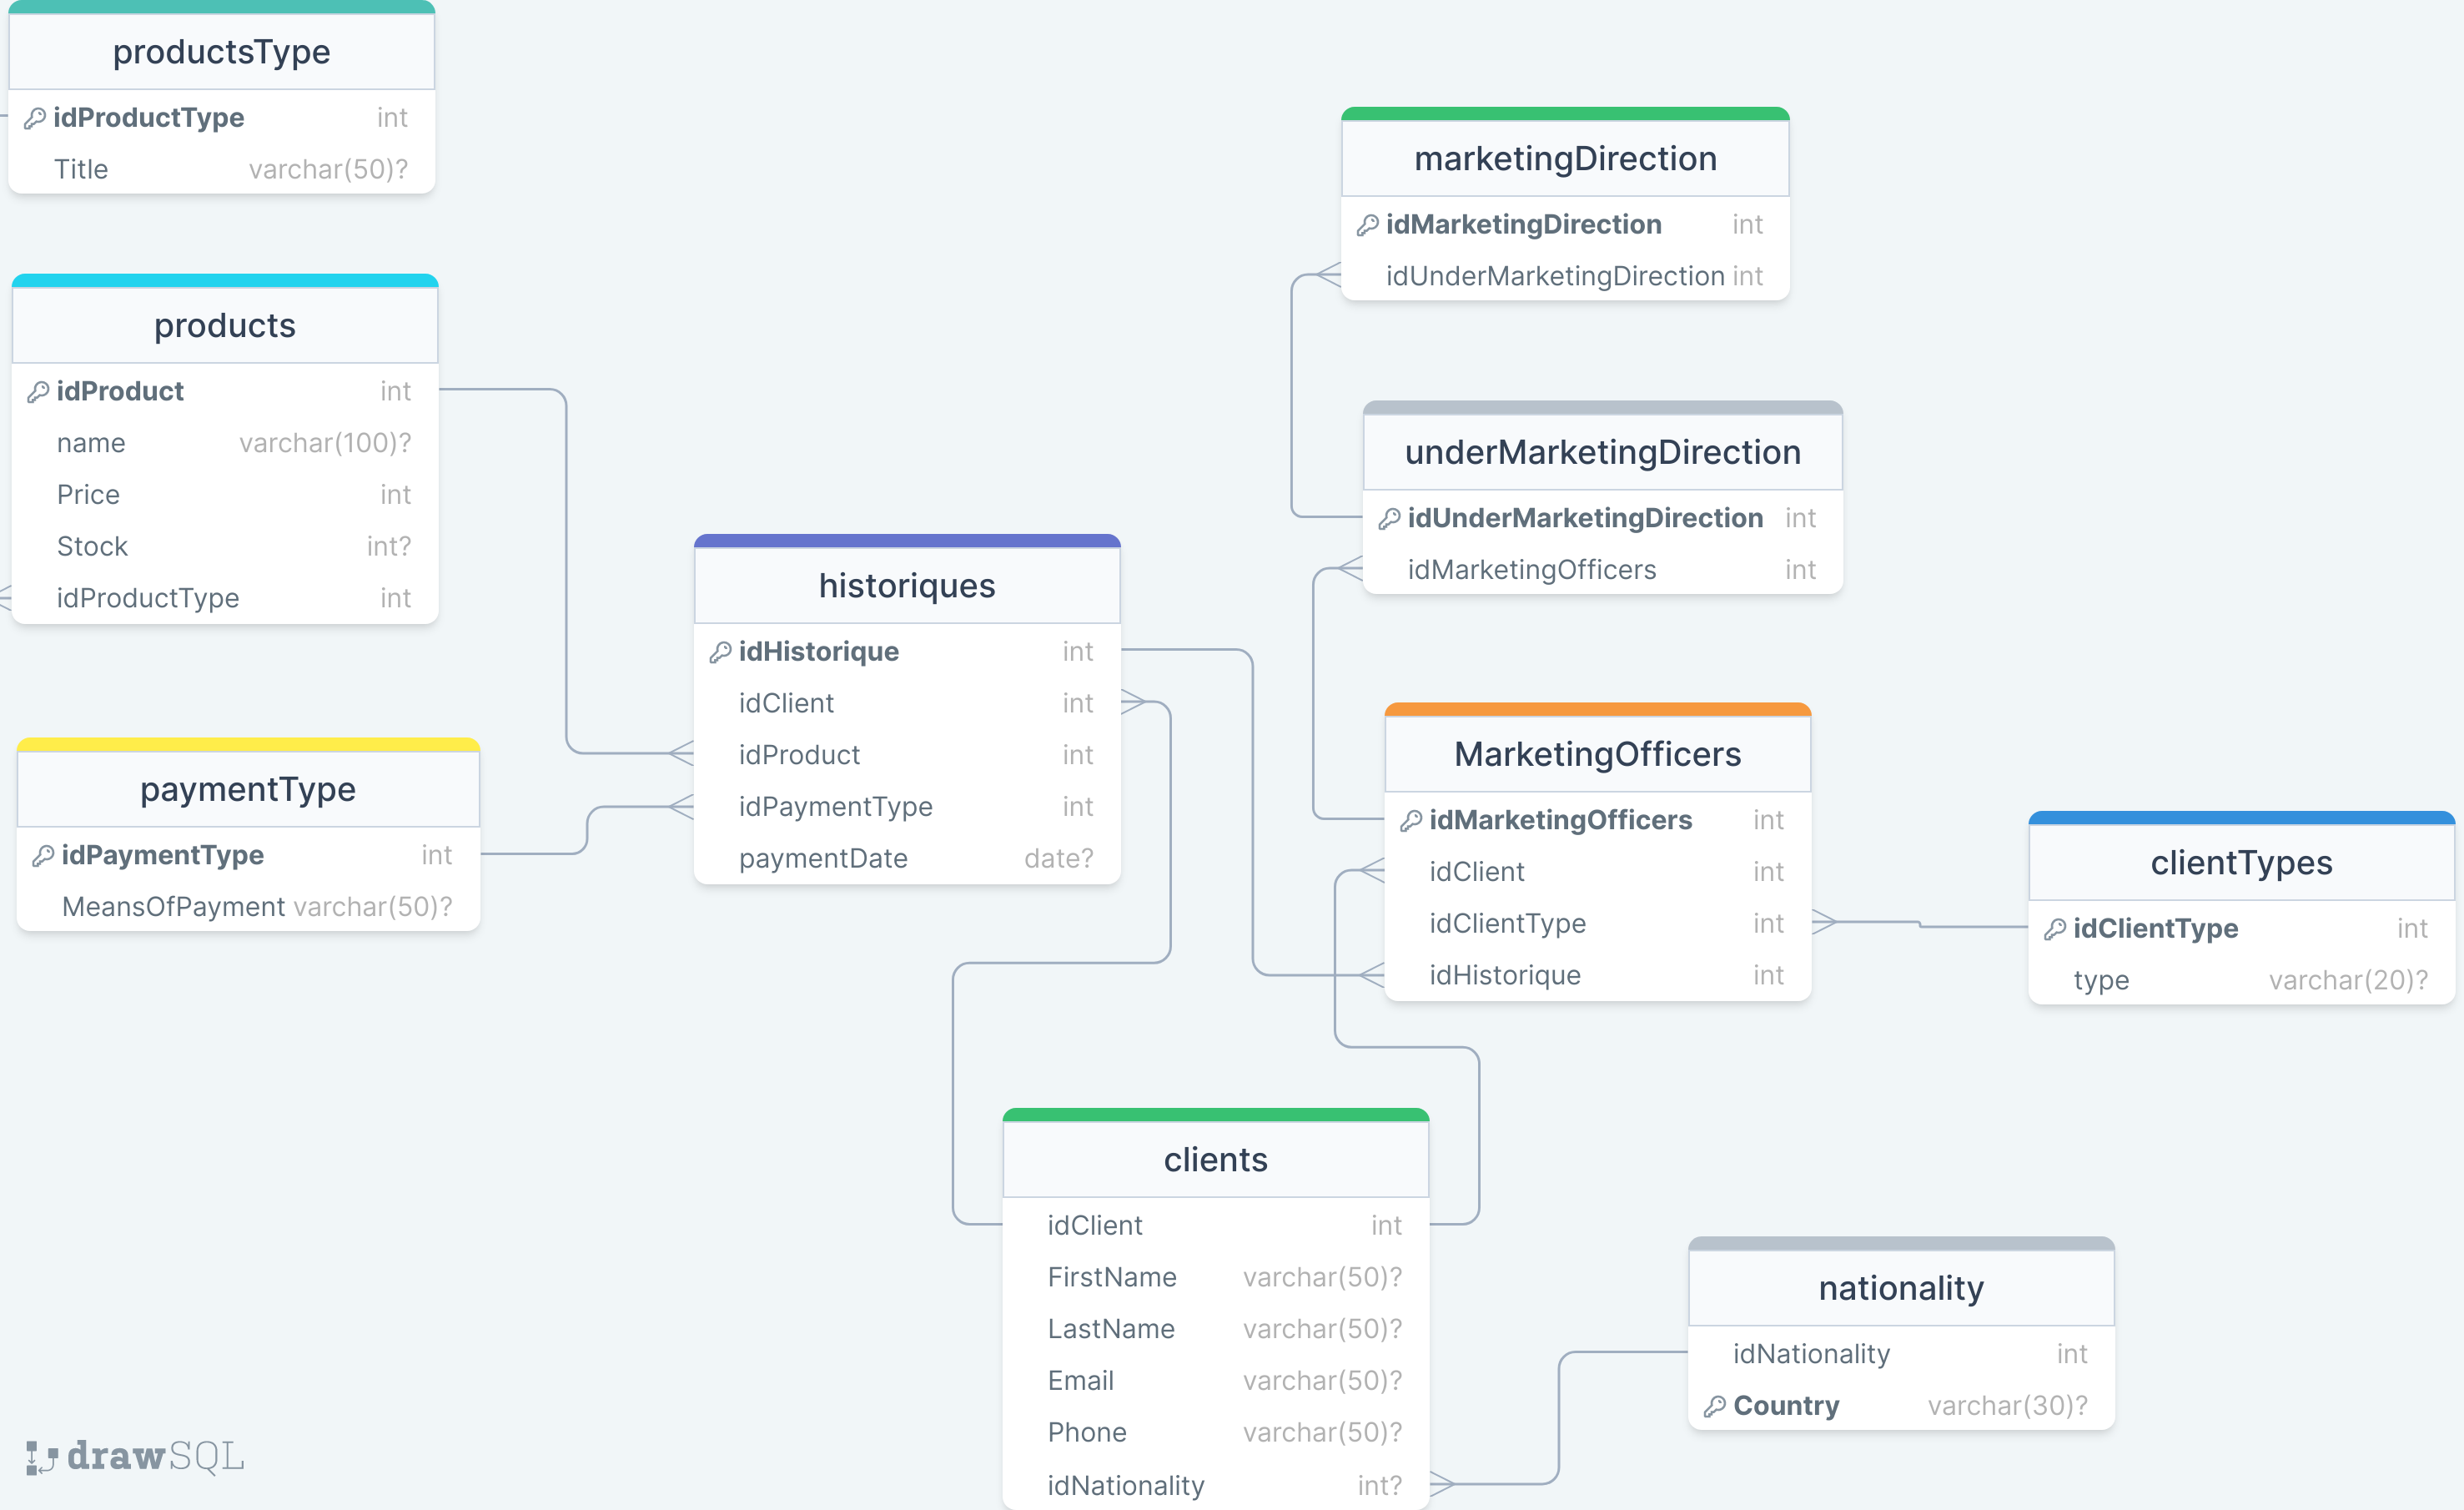 productsType
idProductType int
Title varchar(50)?
products
idProduct int
name varchar(100)?
Price int
Stock int?
idProductType int
paymentType
idPaymentType int
MeansOfPayment varchar(50)?
historiques
idHistorique int
idClient int
idProduct int
idPaymentType int
paymentDate date?
marketingDirection
idMarketingDirection int
idUnderMarketingDirection int
underMarketingDirection
idUnderMarketingDirection int
idMarketingOfficers int
MarketingOfficers
idMarketingOfficers int
idClient int
idClientType int
idHistorique int
clientTypes
idClientType int
type varchar(20)?
clients
idClient int
FirstName varchar(50)?
LastName varchar(50)?
Email varchar(50)?
Phone varchar(50)?
idNationality int?
nationality
idNationality int
Country varchar(30)?
drawSQL